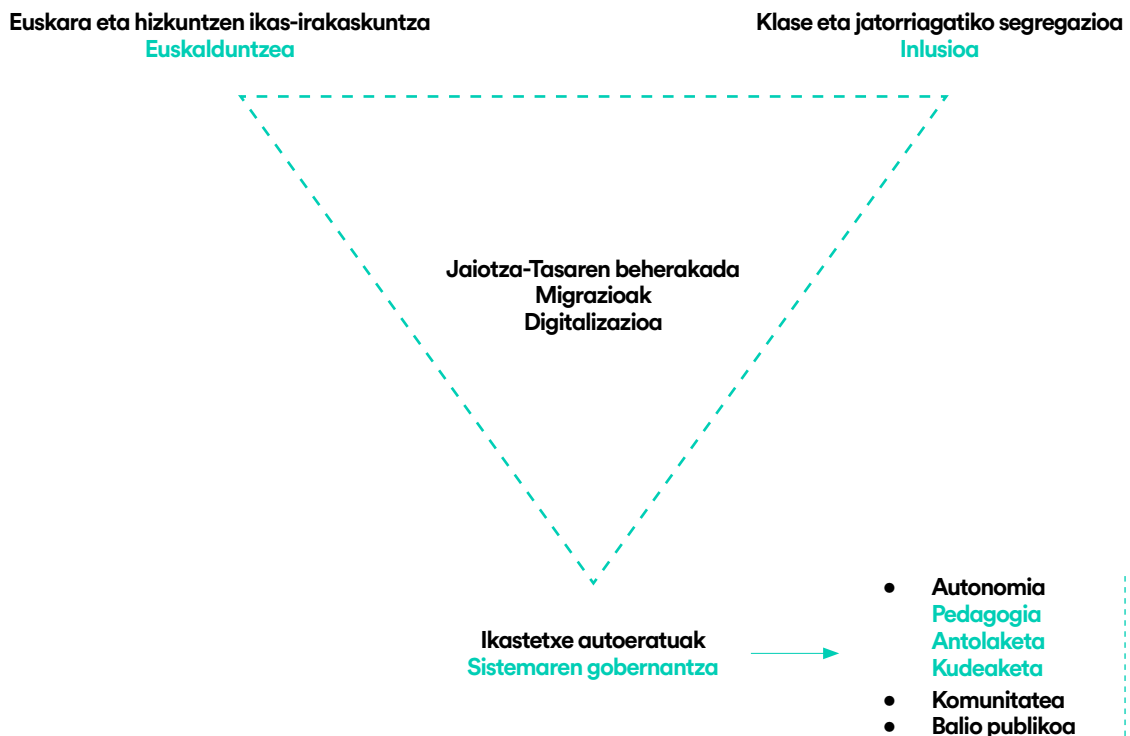 Euskara eta hizkuntzen ikas-irakaskuntza
Euskalduntzea
Klase eta jatorriagatiko segregazioa
Inlusioa
Jaiotza-Tasaren beherakada
Migrazioak
Digitalizazioa
Ikastetxe autoeratuak
Sistemaren gobernantza
● Autonomia
Pedagogia
Antolaketa
Kudeaketa
● Komunitatea
● Balio publikoa